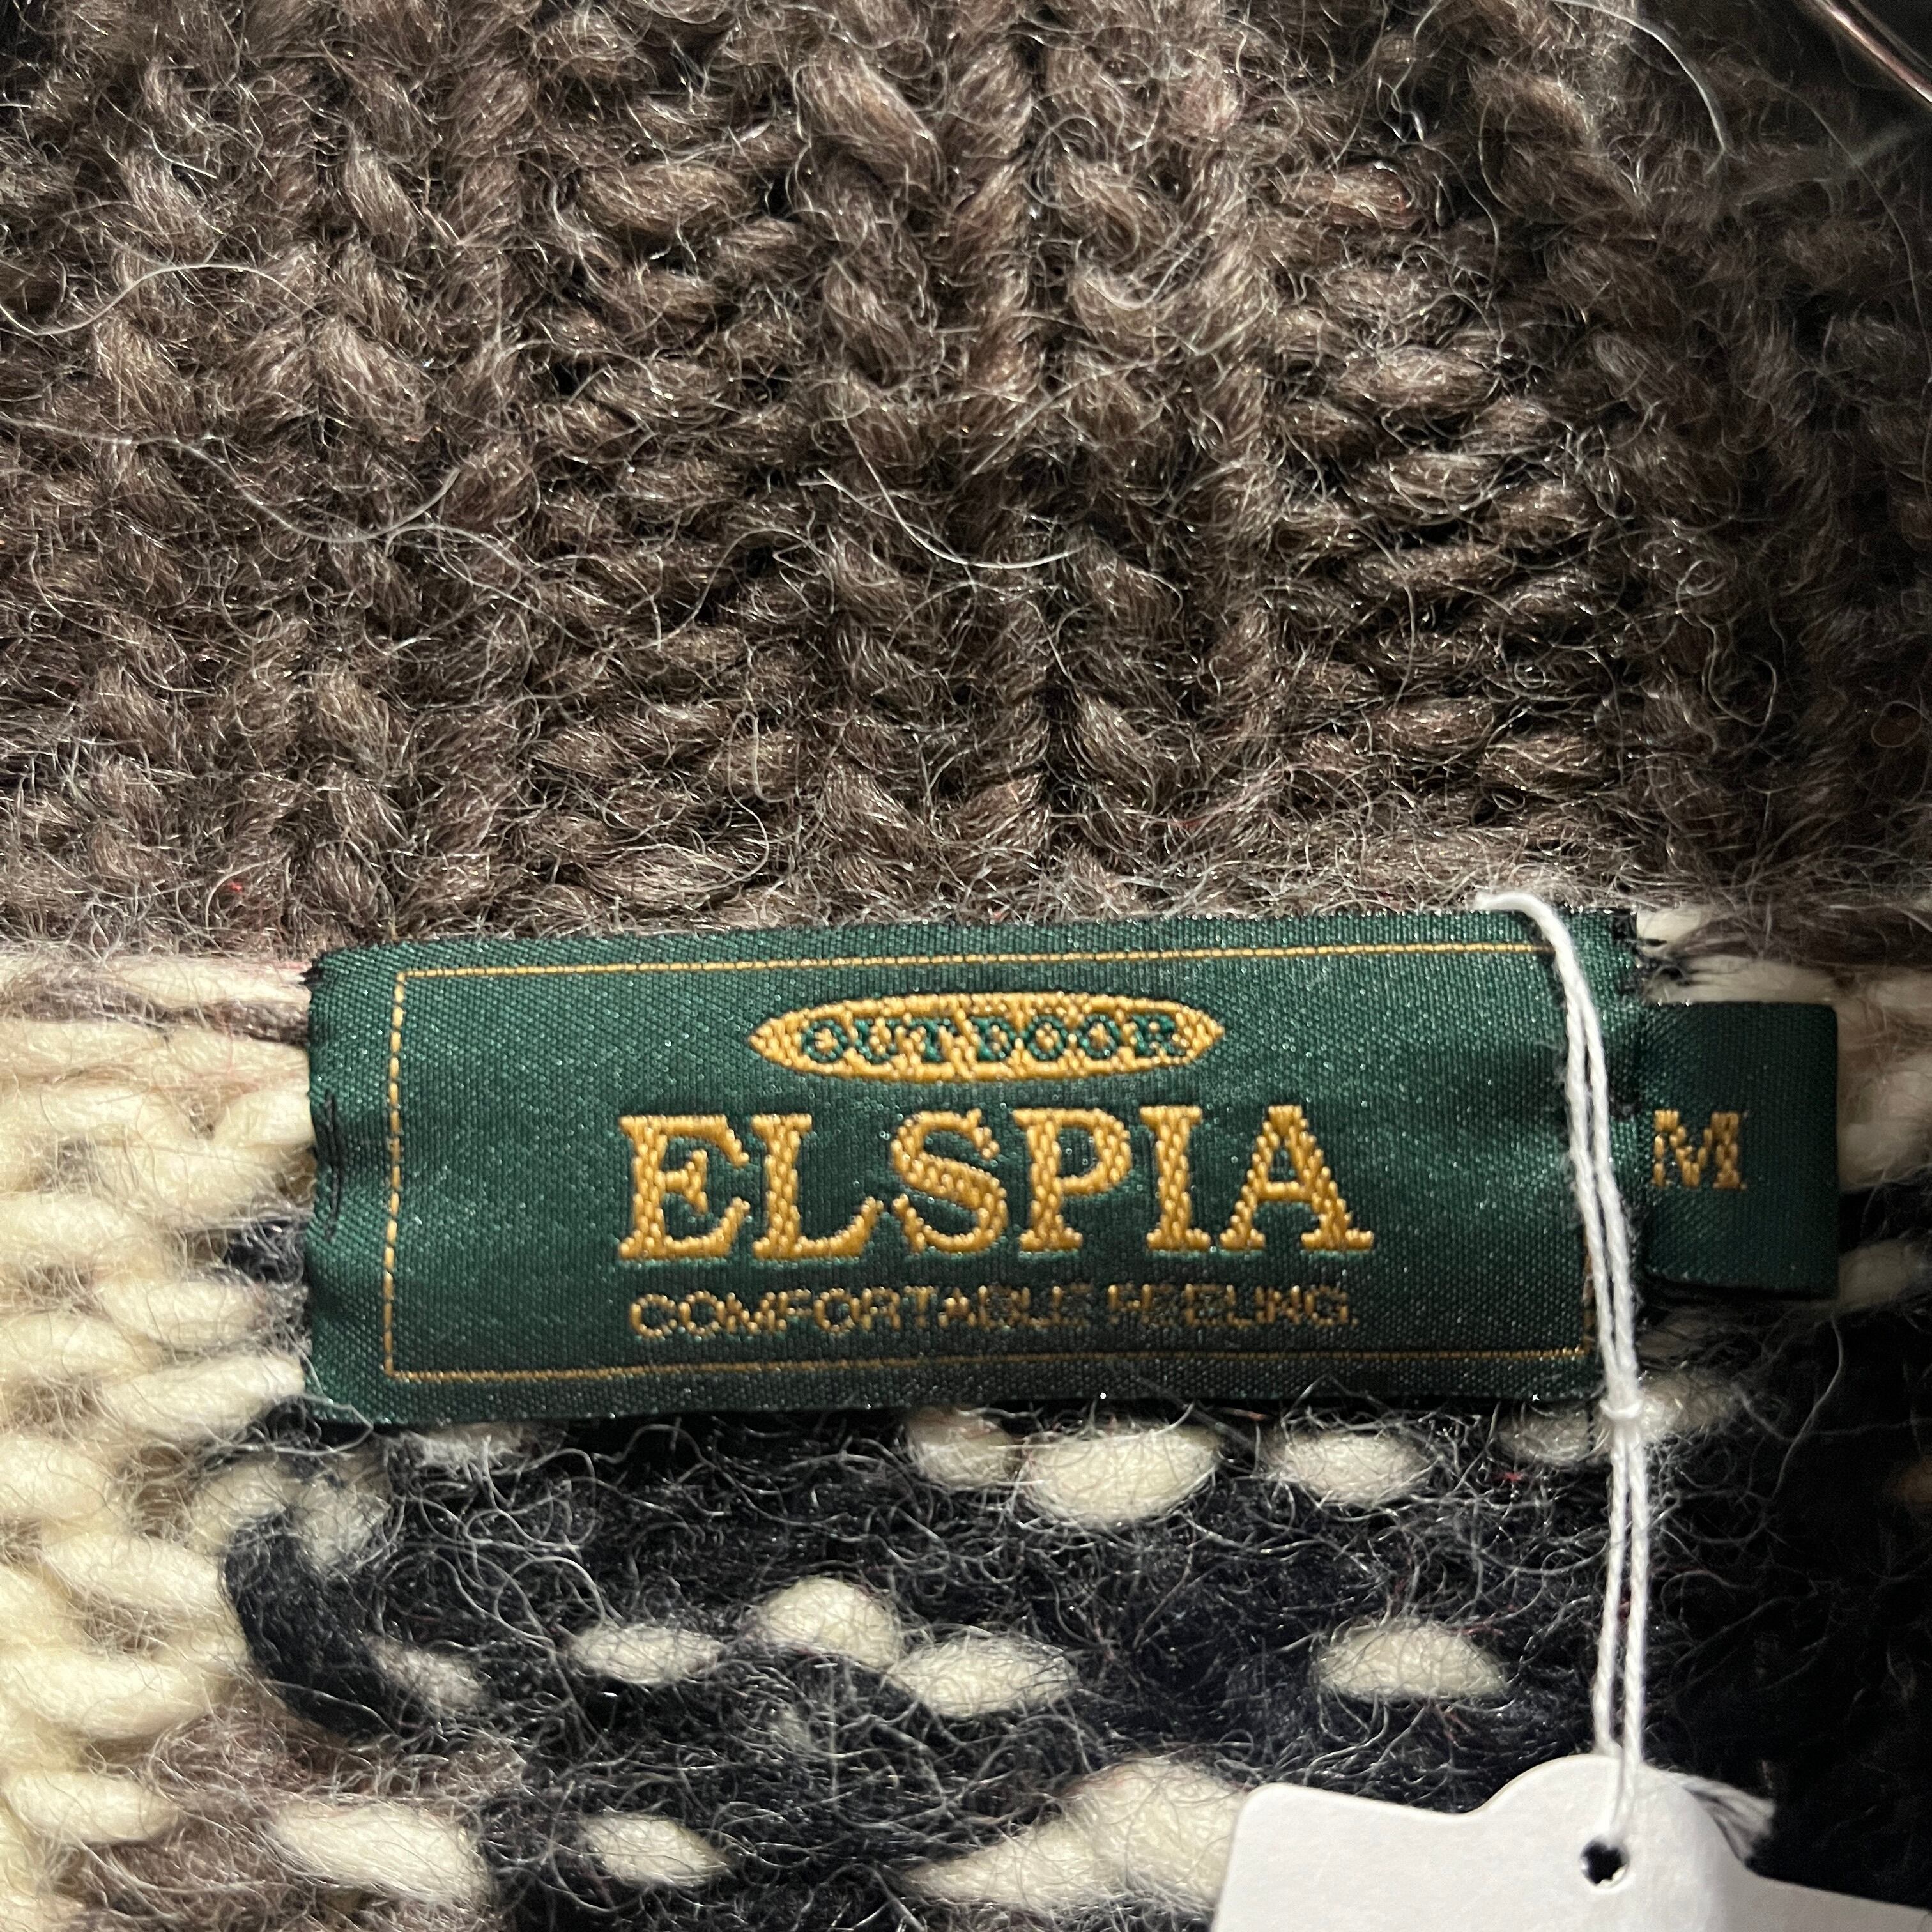 OUTDOOR
ELSPIA
COMFORTABLE FEELING.
M